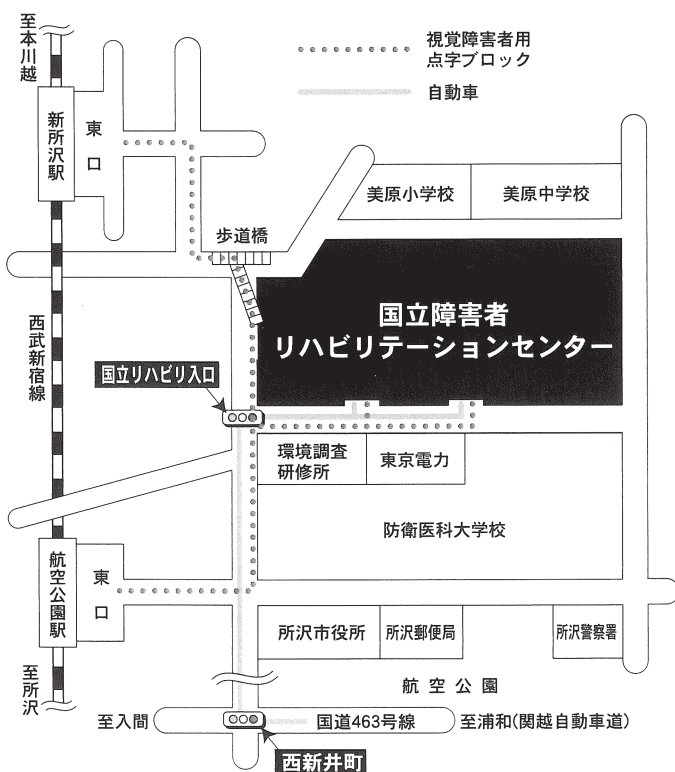 至本川越
視覚障害者用
点字ブロック
自動車
新所沢駅
東口
美原小学校
美原中学校
歩道橋
国立障害者
リハビリテーションセンター
西武新宿線
国立リハビリ入口
環境調査
研修所
東京電力
防衛医科大学校
航空公園駅
東口
所沢市役所
所沢郵便局
所沢警察署
至所沢
航空公園
至入間
国道463号線
至浦和(関越自動車道)
西新井町